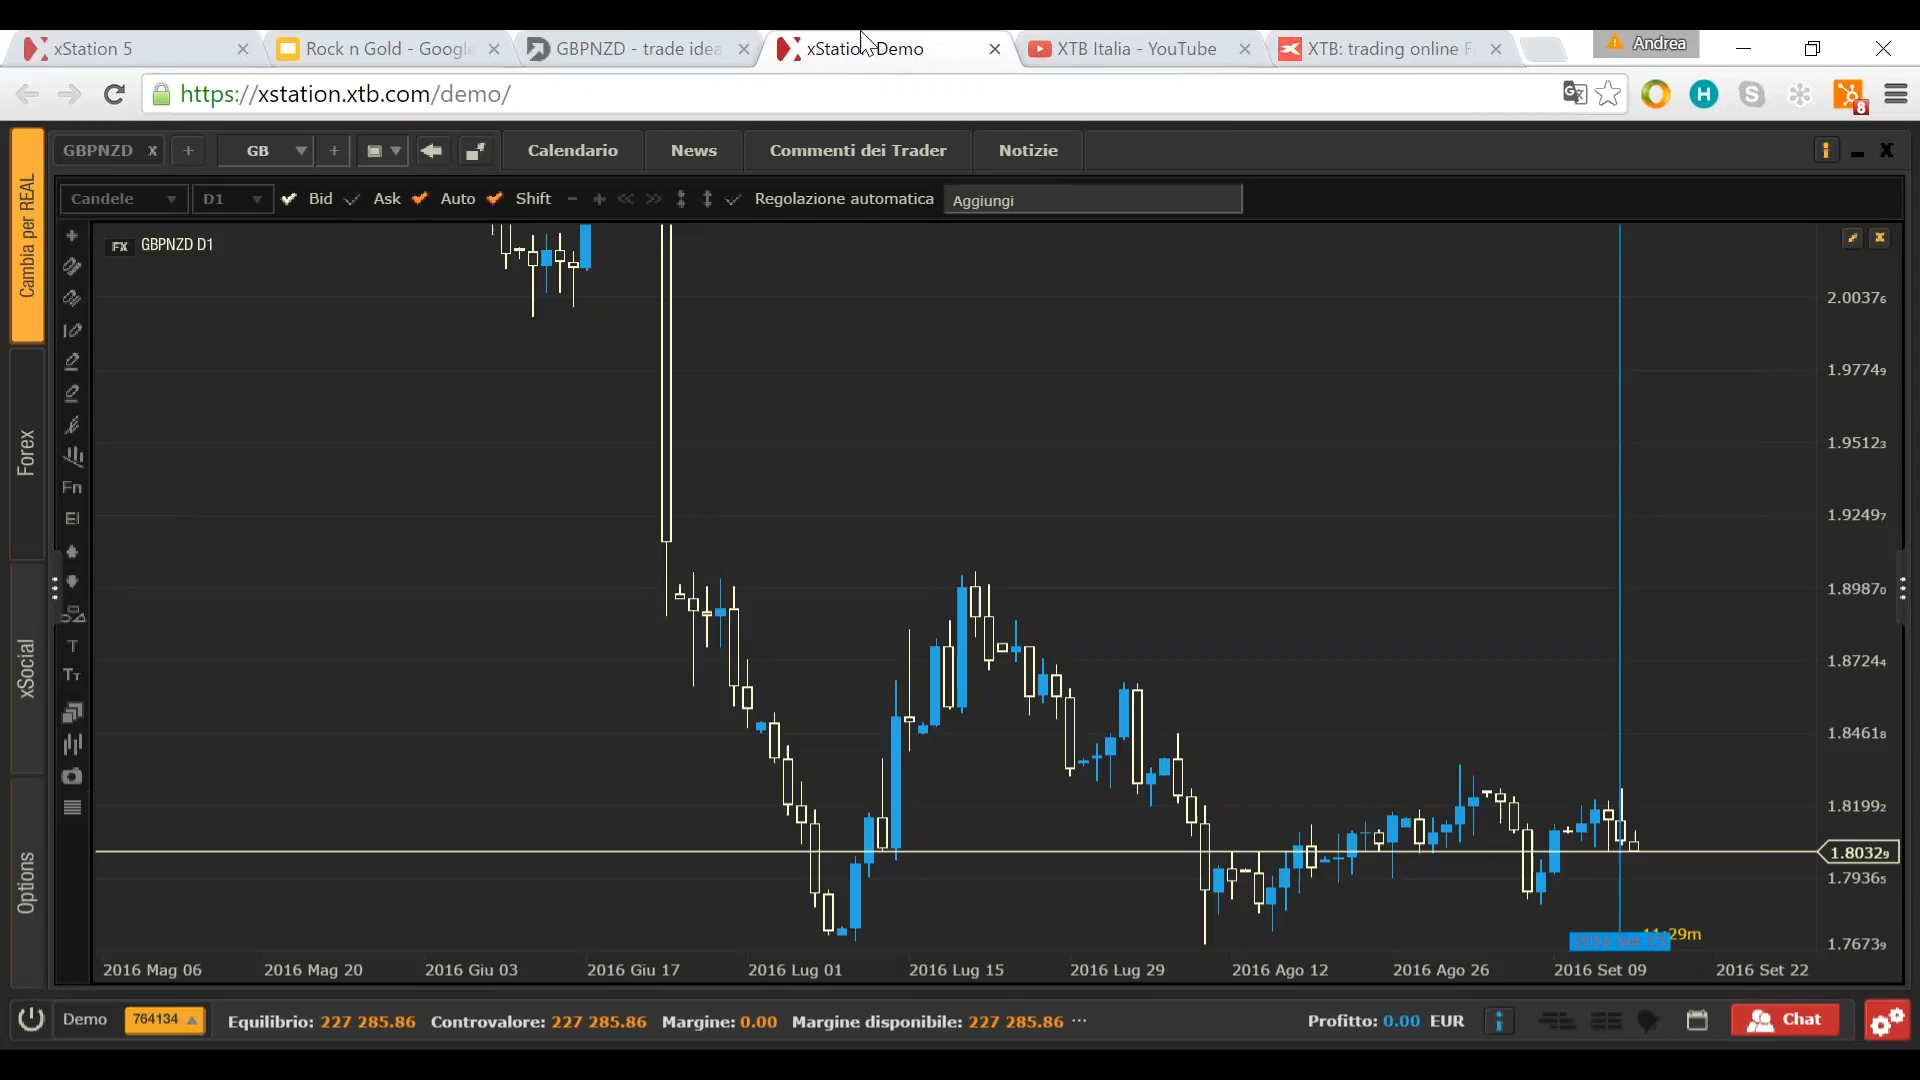 xStation 5
Rock n Gold - Google
GBPNZD - trade idea
xStation Demo
XTB Italia - YouTube
XTB: trading online F
Andrea
https://xstation.xtb.com/demo/
H
S
8
Cambia per REAL
Forex
xSocial
Options
GBPNZD x
GB
Calendario
News
Commenti dei Trader
Notizie
Candele
D1
Bid
Ask
Auto
Shift
Regolazione automatica
Aggiungi
FX GBPNZD D1
Fn
El
T
TT
2.00376
1.97749
1.95123
1.92497
1.89870
1.87244
1.84618
1.81992
1.80329
1.79365
1.76739
29m
2016 Mag 06
2016 Mag 20
2016 Giu 03
2016 Giu 17
2016 Lug 01
2016 Lug 15
2016 Lug 29
2016 Ago 12
2016 Ago 26
2016 Set 09
2016 Set 22
Demo
764134
Equilibrio: 227 285.86
Controvalore: 227 285.86
Margine: 0.00
Margine disponibile: 227 285.86 ...
Profitto: 0.00 EUR
Chat